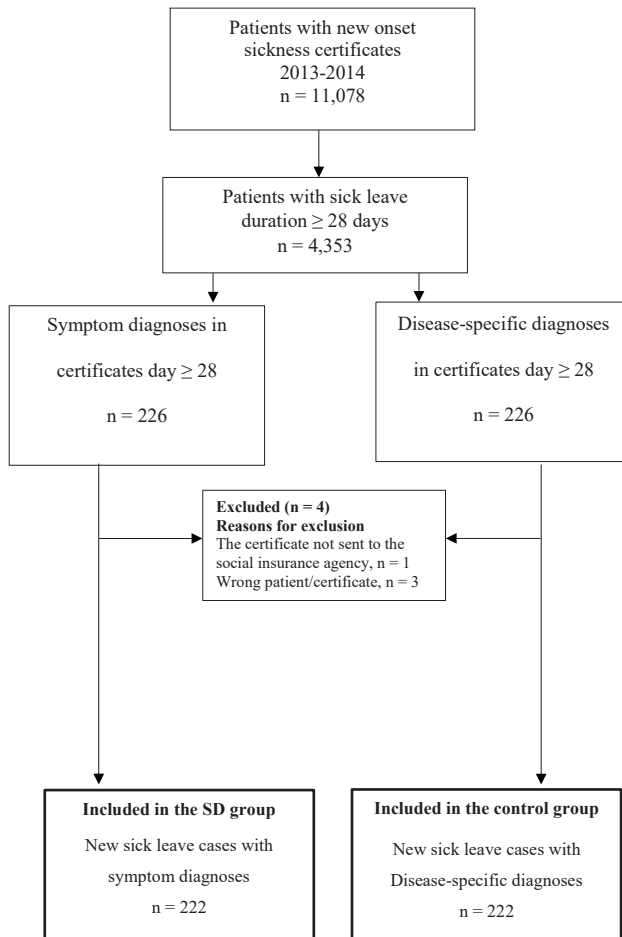 Patients with new onset
sickness certificates
2013-2014
n = 11,078
Patients with sick leave
duration ≥ 28 days
n = 4,353
Symptom diagnoses in
certificates day ≥ 28
n = 226
Disease-specific diagnoses
in certificates day ≥ 28
n = 226
Excluded (n = 4)
Reasons for exclusion
The certificate not sent to the
social insurance agency, n = 1
Wrong patient/certificate, n = 3
Included in the SD group
New sick leave cases with
symptom diagnoses
n = 222
Included in the control group
New sick leave cases with
Disease-specific diagnoses
n = 222